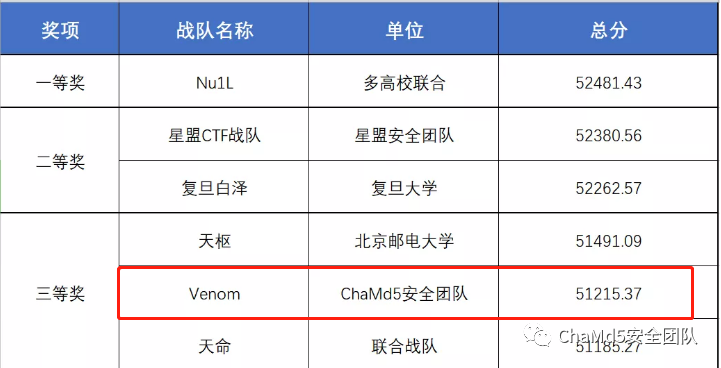 奖项 战队名称 单位 总分
一等奖 Nu1L 多高校联合 52481.43
二等奖 星盟CTF战队 星盟安全团队 52380.56
复旦白泽 复旦大学 52262.57
三等奖 天枢 北京邮电大学 51491.09
Venom ChaMd5安全团队 51215.37
天命 联合战队 51185.27
ChaMd5安全团队